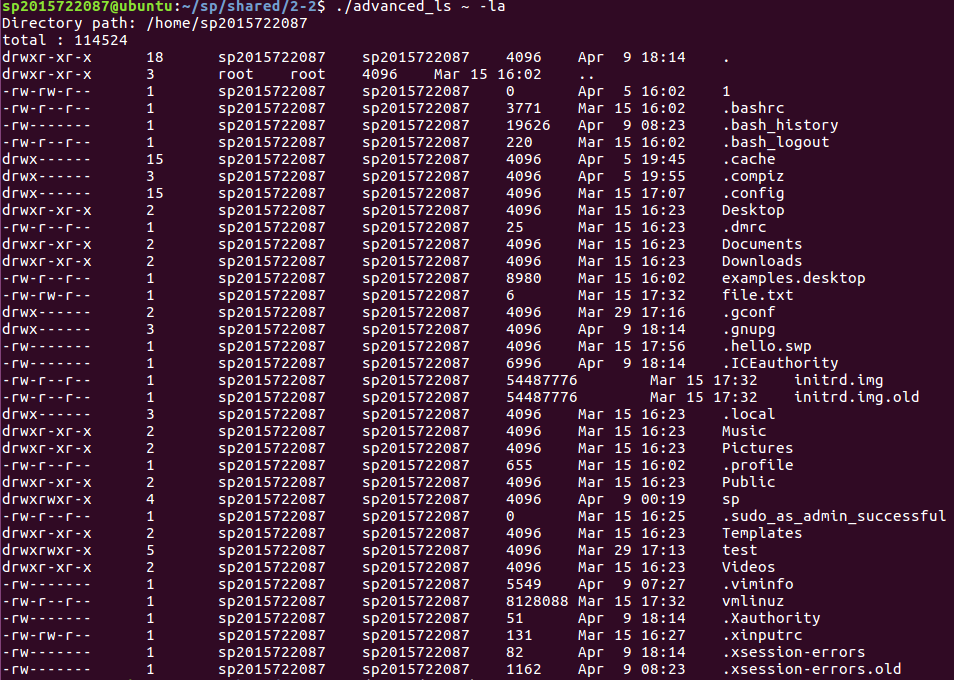 sp2015722087@ubuntu:~/sp/shared/2-2$ ./advanced_ls ~ -la
Directory path: /home/sp2015722087
total : 114524
drwxr-xr-x 18 sp2015722087 sp2015722087 4096 Apr 9 18:14 .
drwxr-xr-x 3 root root 4096 Mar 15 16:02 ..
-rw-rw-r-- 1 sp2015722087 sp2015722087 0 Apr 5 16:02 1
-rw-r--r-- 1 sp2015722087 sp2015722087 3771 Mar 15 16:02 .bashrc
-rw------- 1 sp2015722087 sp2015722087 19626 Apr 9 08:23 .bash_history
-rw-r--r-- 1 sp2015722087 sp2015722087 220 Mar 15 16:02 .bash_logout
drwx------ 15 sp2015722087 sp2015722087 4096 Apr 5 19:45 .cache
drwx------ 3 sp2015722087 sp2015722087 4096 Apr 5 19:55 .compiz
drwx------ 15 sp2015722087 sp2015722087 4096 Mar 15 17:07 .config
drwxr-xr-x 2 sp2015722087 sp2015722087 4096 Mar 15 16:23 Desktop
-rw-r--r-- 1 sp2015722087 sp2015722087 25 Mar 15 16:23 .dmrc
drwxr-xr-x 2 sp2015722087 sp2015722087 4096 Mar 15 16:23 Documents
drwxr-xr-x 2 sp2015722087 sp2015722087 4096 Mar 15 16:23 Downloads
-rw-r--r-- 1 sp2015722087 sp2015722087 8980 Mar 15 16:02 examples.desktop
-rw-rw-r-- 1 sp2015722087 sp2015722087 6 Mar 15 17:32 file.txt
drwx------ 2 sp2015722087 sp2015722087 4096 Mar 29 17:16 .gconf
drwx------ 3 sp2015722087 sp2015722087 4096 Apr 9 18:14 .gnupg
-rw------- 1 sp2015722087 sp2015722087 4096 Mar 15 17:56 .hello.swp
-rw------- 1 sp2015722087 sp2015722087 6996 Apr 9 18:14 .ICEauthority
-rw-r--r-- 1 sp2015722087 sp2015722087 54487776 Mar 15 17:32 initrd.img
-rw-r--r-- 1 sp2015722087 sp2015722087 54487776 Mar 15 17:32 initrd.img.old
drwx------ 3 sp2015722087 sp2015722087 4096 Mar 15 16:23 .local
drwxr-xr-x 2 sp2015722087 sp2015722087 4096 Mar 15 16:23 Music
drwxr-xr-x 2 sp2015722087 sp2015722087 4096 Mar 15 16:23 Pictures
-rw-r--r-- 1 sp2015722087 sp2015722087 655 Mar 15 16:02 .profile
drwxr-xr-x 2 sp2015722087 sp2015722087 4096 Mar 15 16:23 Public
drwxrwxr-x 4 sp2015722087 sp2015722087 4096 Apr 9 00:19 sp
-rw-r--r-- 1 sp2015722087 sp2015722087 0 Mar 15 16:25 .sudo_as_admin_successful
drwxr-xr-x 2 sp2015722087 sp2015722087 4096 Mar 15 16:23 Templates
drwxrwxr-x 5 sp2015722087 sp2015722087 4096 Mar 29 17:13 test
drwxr-xr-x 2 sp2015722087 sp2015722087 4096 Mar 15 16:23 Videos
-rw------- 1 sp2015722087 sp2015722087 5549 Apr 9 07:27 .viminfo
-rw-r--r-- 1 sp2015722087 sp2015722087 8128088 Mar 15 17:32 vmlinuz
-rw------- 1 sp2015722087 sp2015722087 51 Apr 9 18:14 .Xauthority
-rw-rw-r-- 1 sp2015722087 sp2015722087 131 Mar 15 16:27 .xinputrc
-rw------- 1 sp2015722087 sp2015722087 82 Apr 9 18:14 .xsession-errors
-rw------- 1 sp2015722087 sp2015722087 1162 Apr 9 08:23 .xsession-errors.old